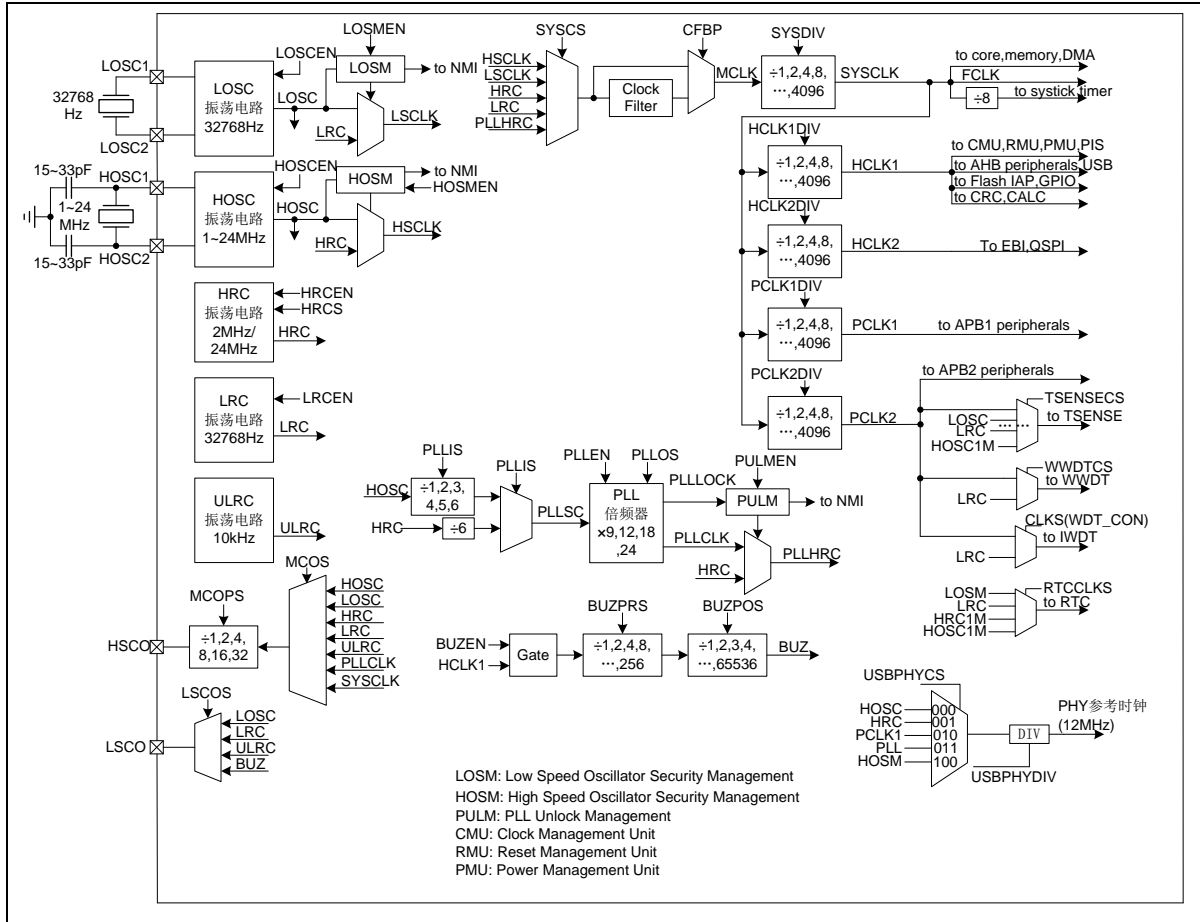 LOSMEN
LOSCEN
LOSC1
LOSM
to NMI
LOSC
振荡电路
32768Hz
LOSC
32768
Hz
LSCLK
LRC
LOSC2
15~33pF
HOSC1
HOSCEN
to NMI
HOSM
HOSMEN
HOSC
振荡电路
1~24MHz
HOSC
1~24
MHz
HSCLK
HRC
HOSC2
15~33pF
HRC
振荡电路
2MHz/
24MHz
HRCEN
HRCS
HRC
LRC
振荡电路
32768Hz
LRCEN
LRC
ULRC
振荡电路
10kHz
ULRC
SYSCS
HSCLK
LSCLK
HRC
LRC
PLLHRC
Clock
Filter
CFBP
MCLK
SYSDIV
÷1,2,4,8,
…,4096
SYSCLK
to core,memory,DMA
FCLK
÷8
to systick timer
HCLK1DIV
÷1,2,4,8,
…,4096
HCLK1
to CMU,RMU,PMU,PIS
to AHB peripherals,USB
to Flash IAP,GPIO
to CRC,CALC
HCLK2DIV
÷1,2,4,8,
…,4096
HCLK2
To EBI,QSPI
PCLK1DIV
÷1,2,4,8,
…,4096
PCLK1
to APB1 peripherals
PCLK2DIV
÷1,2,4,8,
…,4096
PCLK2
to APB2 peripherals
TSENSECS
LOSC
LRC
HOSC1M
……
to TSENSE
WWDTCS
to WWDT
LRC
CLKS(WDT_CON)
to IWDT
LRC
RTCCLKS
LOSM
LRC
HRC1M
HOSC1M
to RTC
PLLIS
HOSC
÷1,2,3,
4,5,6
HRC
÷6
PLLIS
PLLSC
PLLEN
PLLOS
PLL
倍频器
×9,12,18
,24
PLLLOCK
PLLCLK
PULMEN
PULM
to NMI
HRC
PLLHRC
MCOS
HOSC
LOSC
HRC
LRC
ULRC
PLLCLK
SYSCLK
MCOPS
÷1,2,4,
8,16,32
HSCO
LSCOS
LOSC
LRC
ULRC
BUZ
LSCO
BUZEN
HCLK1
Gate
BUZPRS
÷1,2,4,8,
…,256
BUZPOS
÷1,2,3,4,
…,65536
BUZ
USBPHYCS
HOSC 000
HRC 001
PCLK1 010
PLL 011
HOSM 100
DIV
USBPHYDIV
PHY参考时钟
(12MHz)
LOSM: Low Speed Oscillator Security Management
HOSM: High Speed Oscillator Security Management
PULM: PLL Unlock Management
CMU: Clock Management Unit
RMU: Reset Management Unit
PMU: Power Management Unit